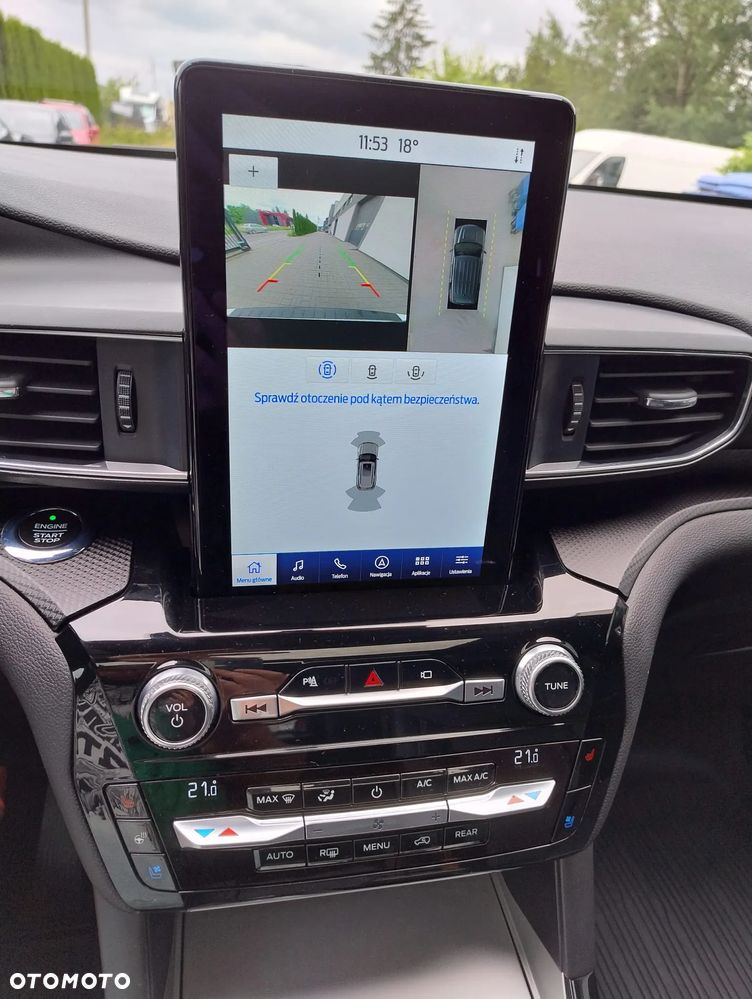 11:53 18°
+
Sprawdź otoczenie pod kątem bezpieczeństwa.
ENGINE
START
STOP
Menu główne Audio Telefon Nawigacja Aplikacje Ustawienia
VOL
TUNE
21.0
21.0
MAX
A/C
MAX A/C
- +
AUTO
R
MENU
REAR
OTOMOTO